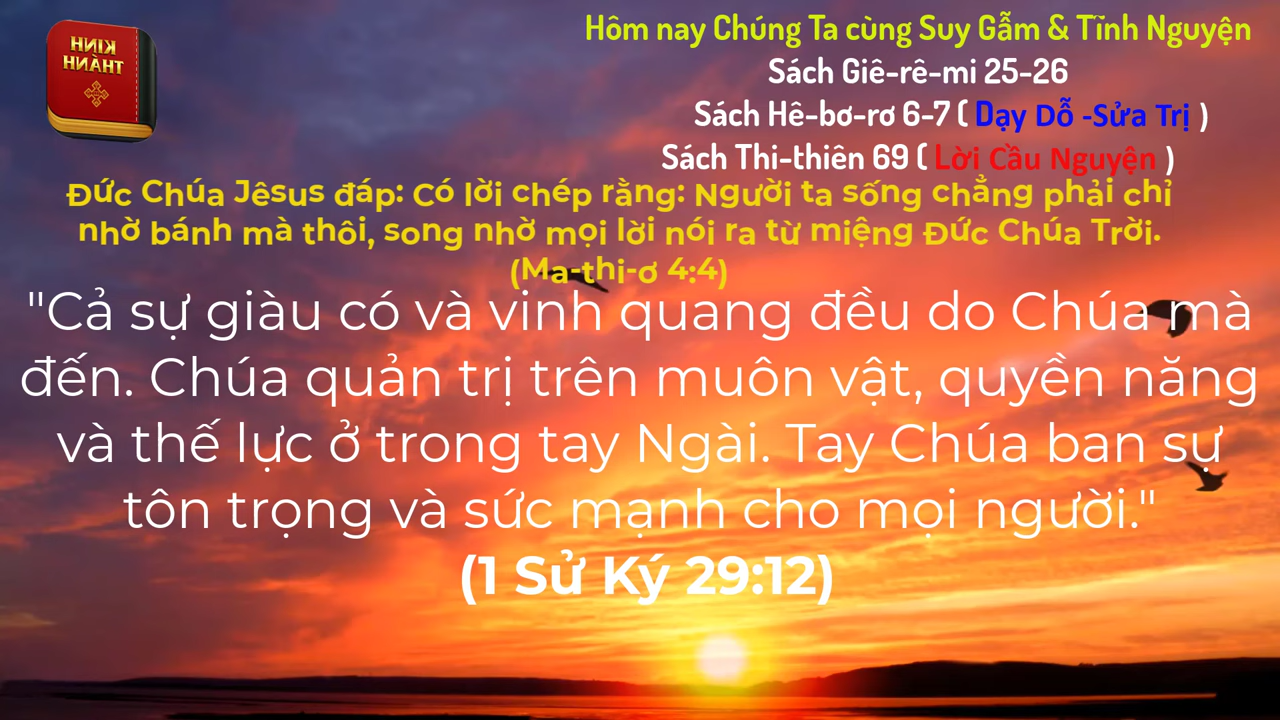 KINH
THÁNH
Hôm nay Chúng Ta cùng Suy Gẫm & Tĩnh Nguyện
Sách Giê-rê-mi 25-26
Sách Hê-bơ-rơ 6-7 ( Dạy Dỗ -Sửa Trị )
Sách Thi-thiên 69 ( Lời Cầu Nguyện )
Đức Chúa Jêsus đáp: Có lời chép rằng: Người ta sống chẳng phải chỉ
nhờ bánh mà thôi, song nhờ mọi lời nói ra từ miệng Đức Chúa Trời.
(Ma-thi-ơ 4:4)
"Cả sự giàu có và vinh quang đều do Chúa mà
đến. Chúa quản trị trên muôn vật, quyền năng
và thế lực ở trong tay Ngài. Tay Chúa ban sự
tôn trọng và sức mạnh cho mọi người."
(1 Sử Ký 29:12)